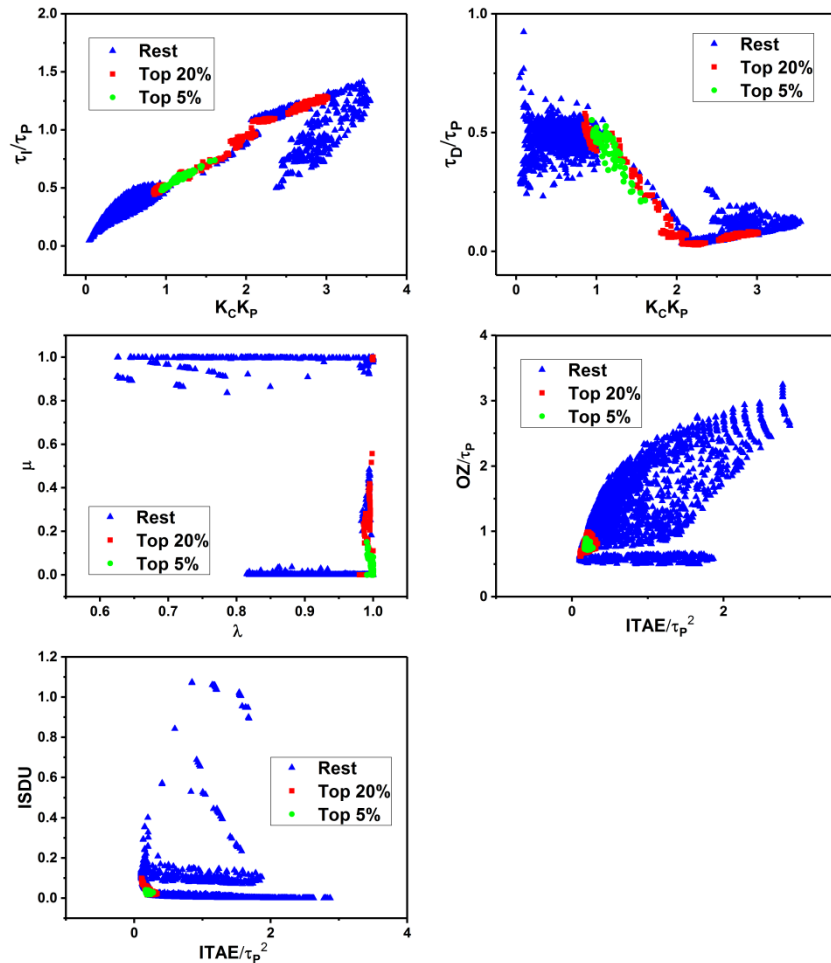 τI/τP
1.5
1.0
0.5
0.0
Rest
Top 20%
Top 5%
0
1
2
3
4
KCKP
τD/τP
1.0
0.5
0.0
Rest
Top 20%
Top 5%
0
1
2
3
KCKP
μ
1.0
0.8
0.6
0.4
0.2
0.0
Rest
Top 20%
Top 5%
0.6
0.7
0.8
0.9
1.0
λ
OZ/τP
4
3
2
1
0
Rest
Top 20%
Top 5%
0
2
ITAE/τP2
ISDU
1.2
1.0
0.8
0.6
0.4
0.2
0.0
Rest
Top 20%
Top 5%
0
2
4
ITAE/τP2